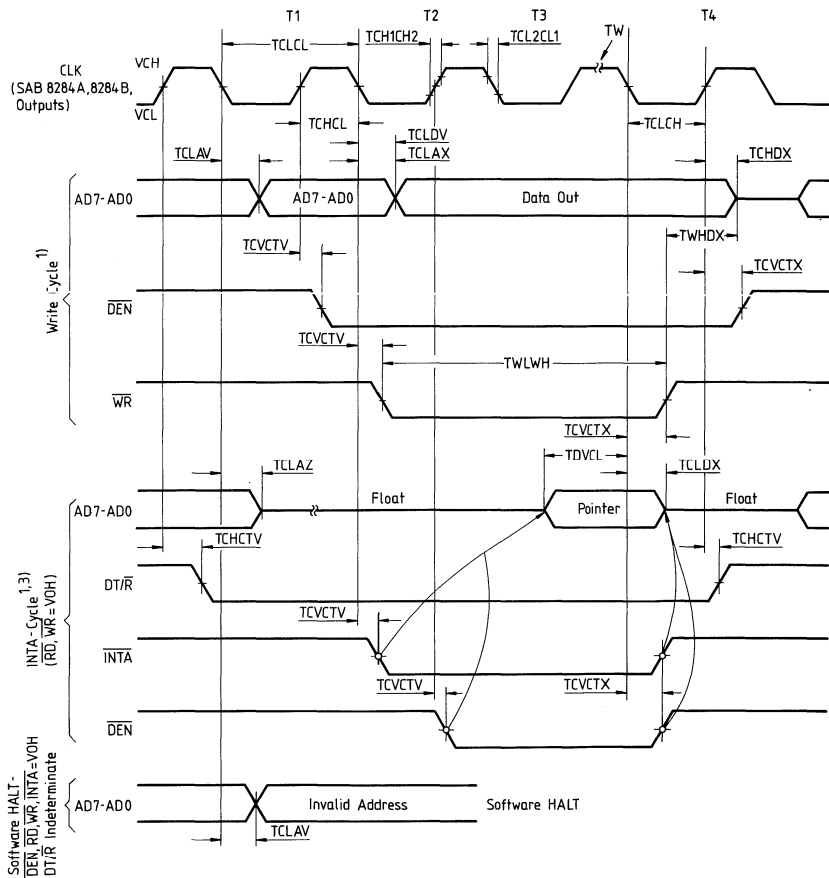 T1 T2 T3 T4
TCLCL TCH1CH2 TCL2CL1 TW
CLK VCH
(SAB 8284A, 8284B,
Outputs)
VCL
TCHCL TCLCH
TCLDV
TCLAV TCLAX TCHDX
AD7-AD0 AD7-AD0 Data Out
TWHDX
TCVCTV TCVCTX
Write Cycle 1)
DEN
TCVCTV TWLWH
WR
TCVCTX
TDVCL
TCLAZ TCLDX
AD7-AD0 Float Pointer Float
TCHCTV TCHCTV
DT/R
INTA-Cycle 1,3)
(RD, WR = VOH)
TCVCTV
INTA
TCVCTV TCVCTX
DEN
Software HALT-
DEN, RD, WR, INTA = VOH
DT/R Indeterminate
AD7-AD0 Invalid Address Software HALT
TCLAV